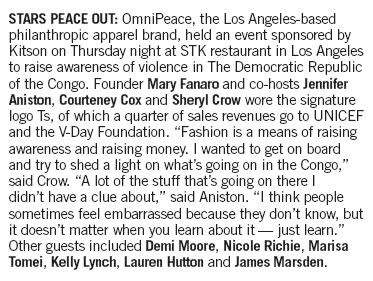 STARS PEACE OUT: OmniPeace, the Los Angeles-based
philanthropic apparel brand, held an event sponsored by
Kitson on Thursday night at STK restaurant in Los Angeles
to raise awareness of violence in The Democratic Republic
of the Congo. Founder Mary Fanaro and co-hosts Jennifer
Aniston, Courteney Cox and Sheryl Crow wore the signature
logo Ts, of which a quarter of sales revenues go to UNICEF
and the V-Day Foundation. “Fashion is a means of raising
awareness and raising money. I wanted to get on board
and try to shed a light on what’s going on in the Congo,”
said Crow. “A lot of the stuff that’s going on there I
didn’t have a clue about,” said Aniston. “I think people
sometimes feel embarrassed because they don’t know, but
it doesn’t matter when you learn about it — just learn.”
Other guests included Demi Moore, Nicole Richie, Marisa
Tomei, Kelly Lynch, Lauren Hutton and James Marsden.